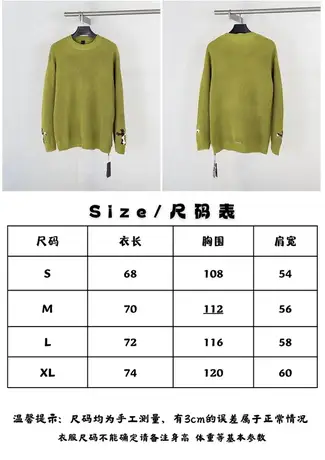 Size/尺码表
尺码 衣长 胸围 肩宽
S 68 108 54
M 70 112 56
L 72 116 58
XL 74 120 60
温馨提示：尺码均为手工测量，有3cm的误差属于正常情况
衣服尺码不能确定请备注身高 体重等基本参数